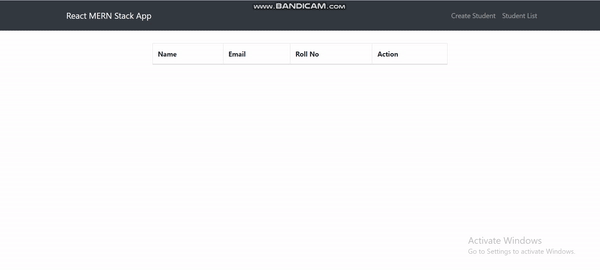 www.BANDICAM.com
React MERN Stack App
Create Student Student List
Name Email Roll No Action
Activate Windows
Go to Settings to activate Windows.